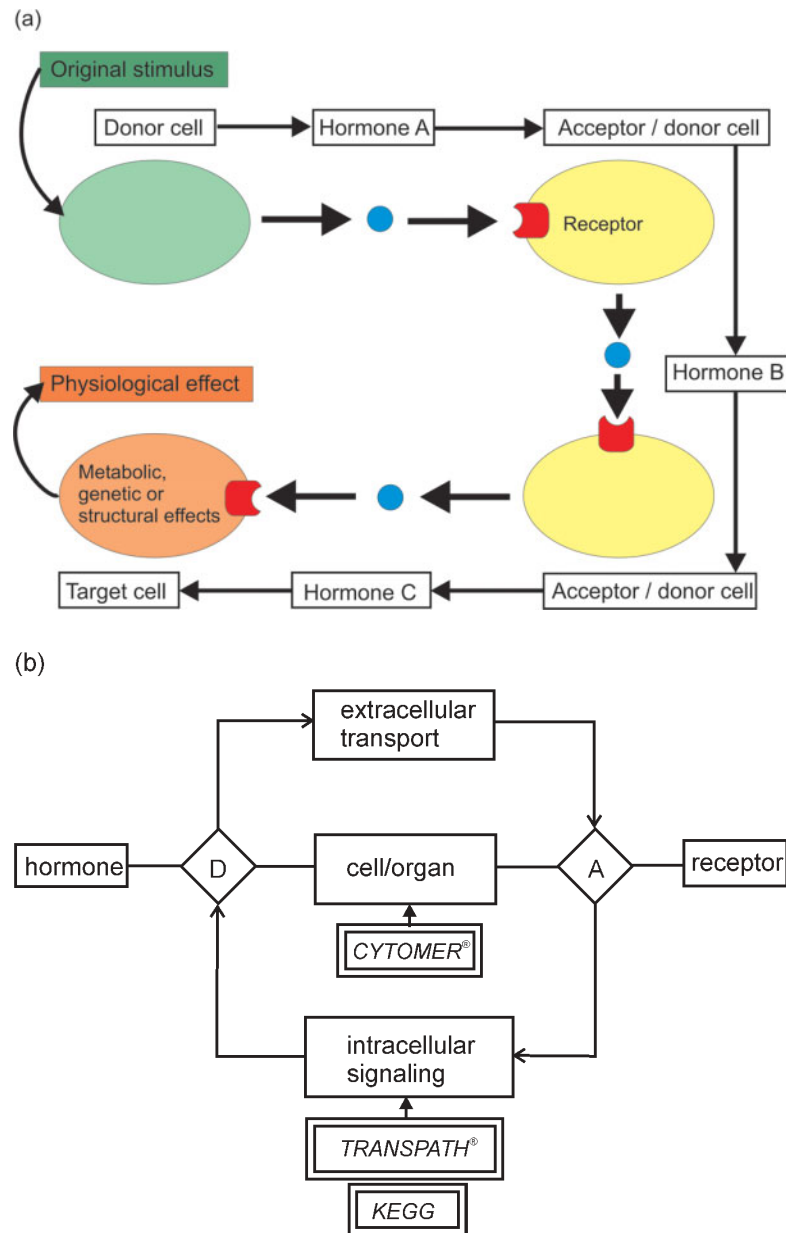 (a)
Original stimulus
Donor cell
Hormone A
Acceptor / donor cell
Receptor
Physiological effect
Hormone B
Metabolic,
genetic or
structural effects
Target cell
Hormone C
Acceptor / donor cell
(b)
extracellular
transport
hormone
D
cell/organ
A
receptor
CYTOMER®
intracellular
signaling
TRANSPATH®
KEGG